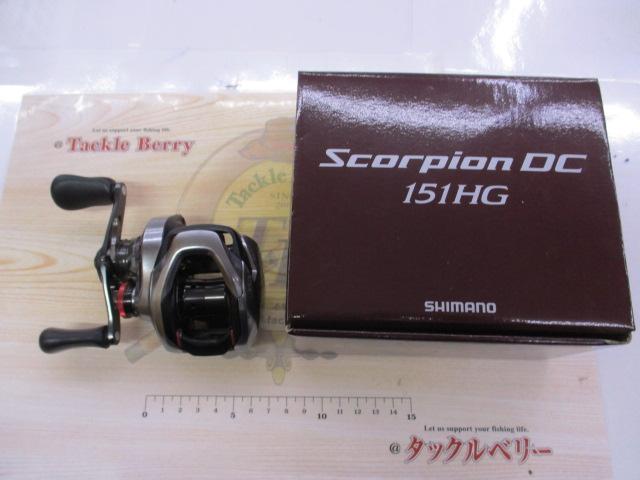 Let us support your fishing life.
@ Tackle Berry
Scorpion DC
151HG
SHIMANO
Tackle
SINCE
0 1 2 3 4 5 6 7 8 9 10 11 12 13 14 15
Let us support your fishing life.
@ タックルベリー